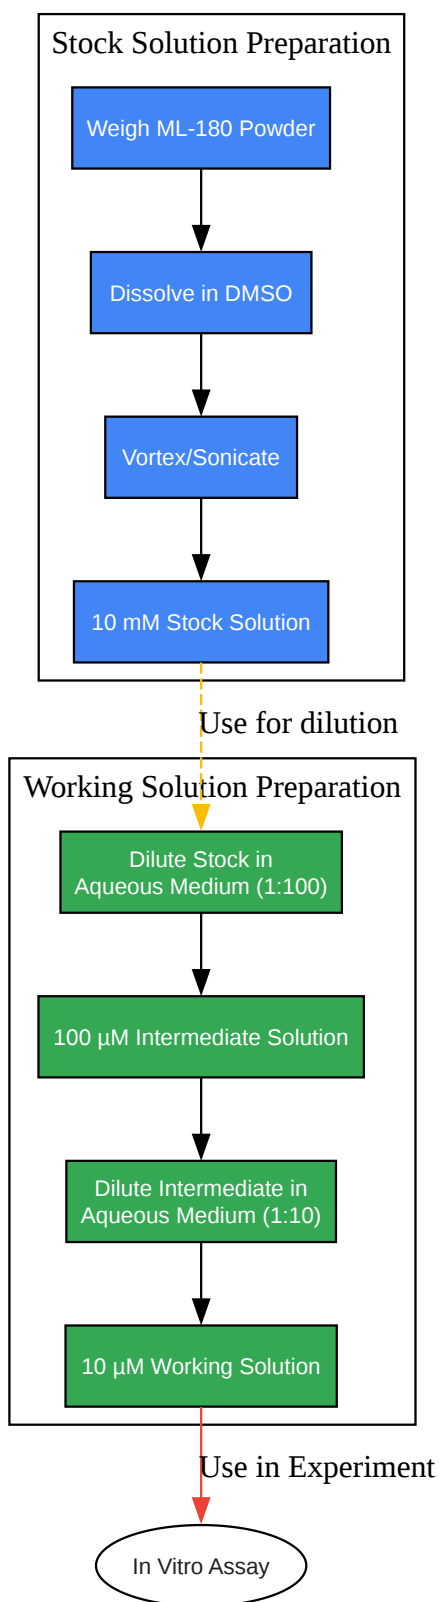 Stock Solution Preparation
Weigh ML-180 Powder
Dissolve in DMSO
Vortex/Sonicate
10 mM Stock Solution
Use for dilution
Working Solution Preparation
Dilute Stock in
Aqueous Medium (1:100)
100 µM Intermediate Solution
Dilute Intermediate in
Aqueous Medium (1:10)
10 µM Working Solution
Use in Experiment
In Vitro Assay